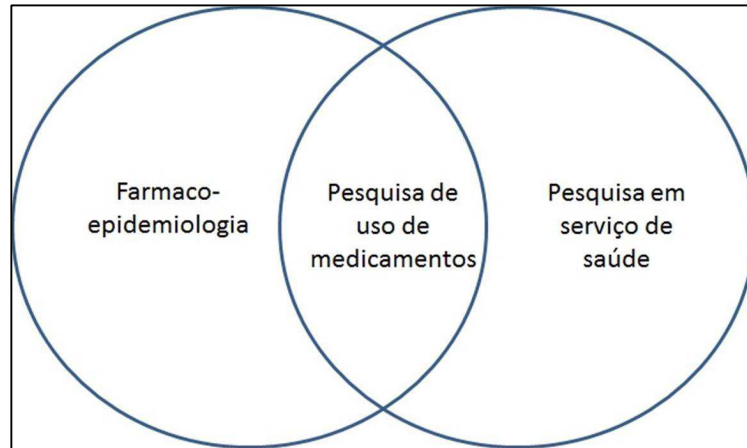 Farmaco-
epidemiologia
Pesquisa de
uso de
medicamentos
Pesquisa em
serviço de
saúde